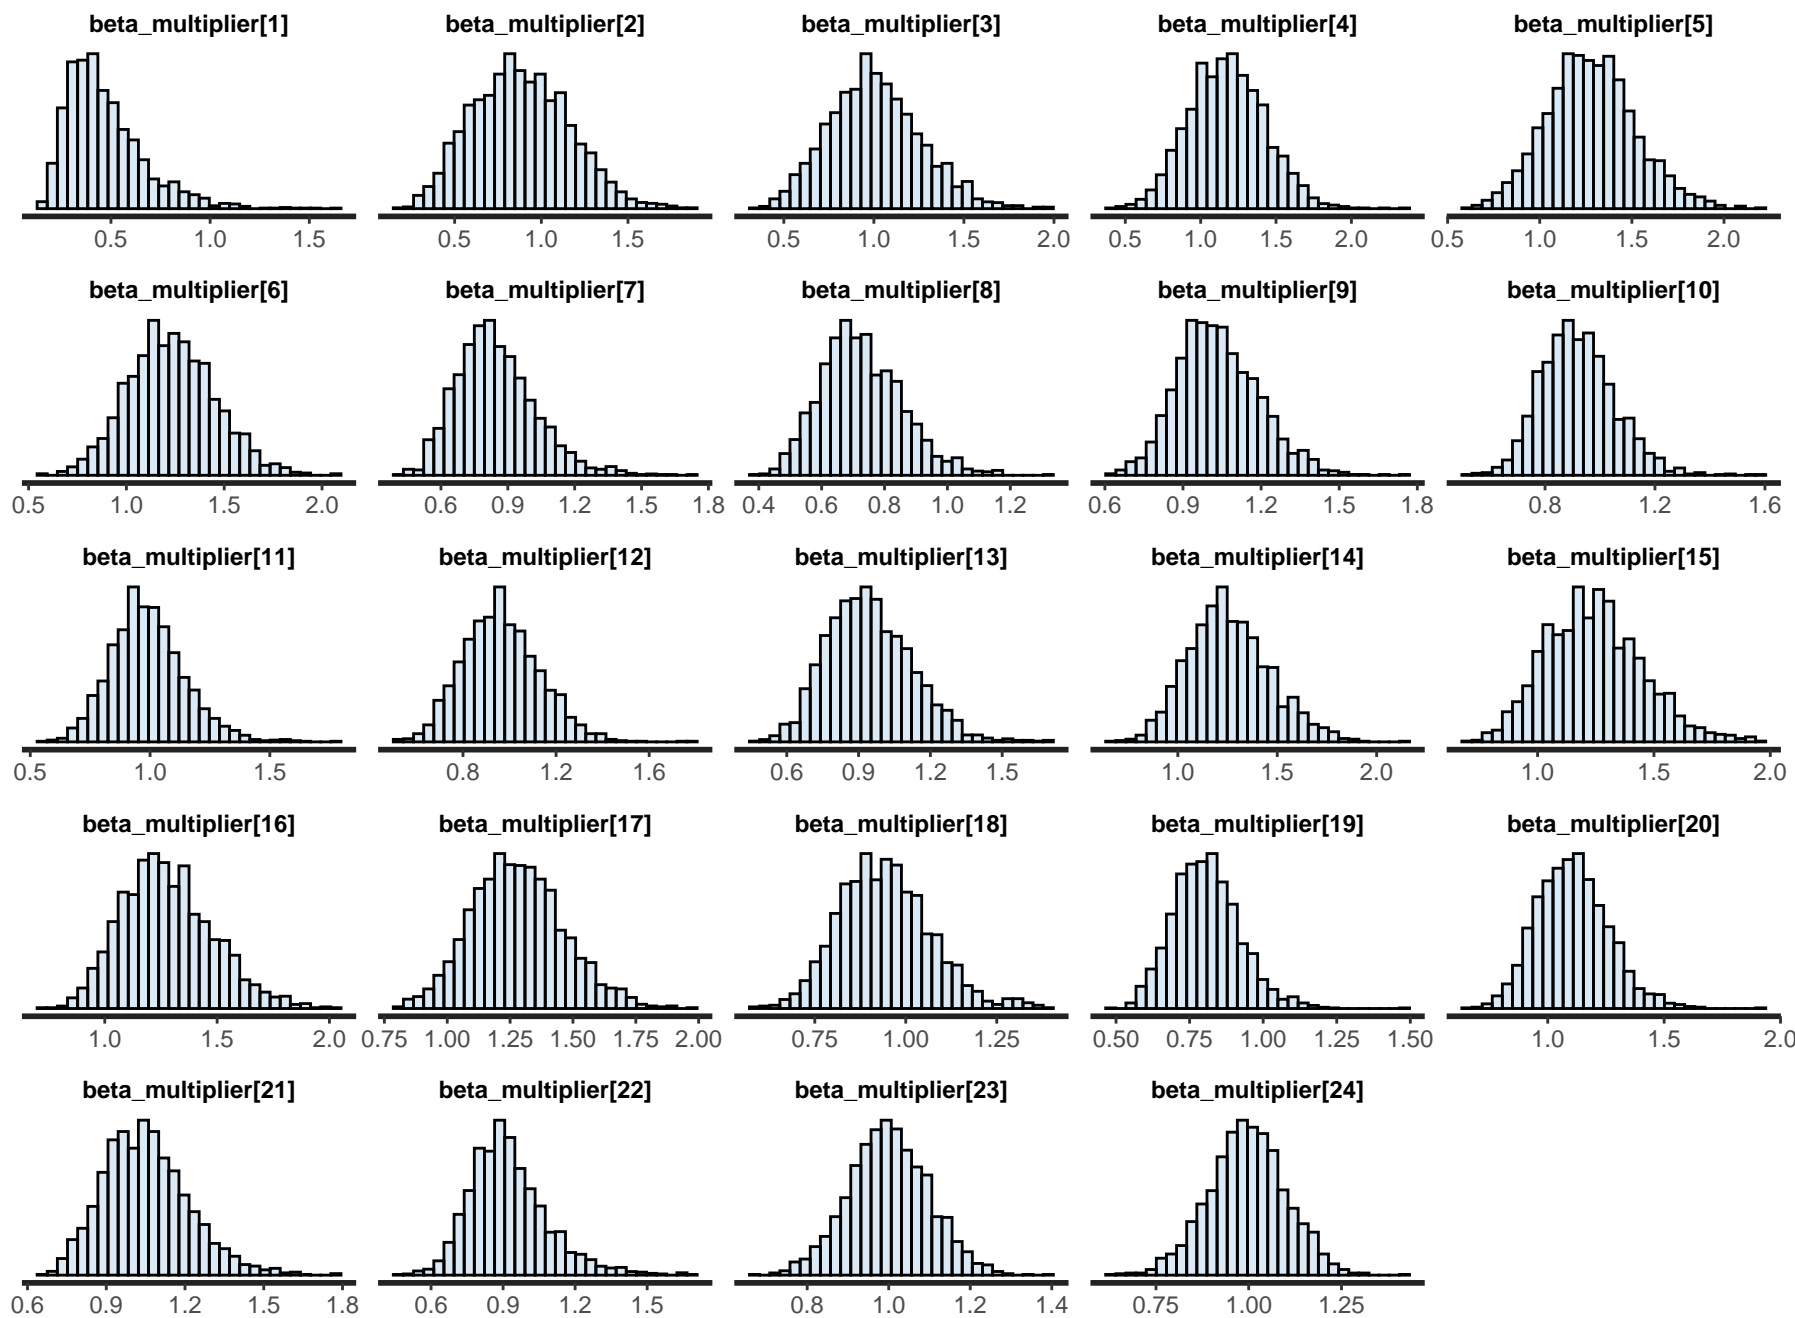 beta_multiplier[1] beta_multiplier[2] beta_multiplier[3] beta_multiplier[4] beta_multiplier[5]
0.5 1.0 1.5 0.5 1.0 1.5 0.5 1.0 1.5 2.0 0.5 1.0 1.5 2.0 0.5 1.0 1.5 2.0
beta_multiplier[6] beta_multiplier[7] beta_multiplier[8] beta_multiplier[9] beta_multiplier[10]
0.5 1.0 1.5 2.0 0.6 0.9 1.2 1.5 1.8 0.4 0.6 0.8 1.0 1.2 0.6 0.9 1.2 1.5 1.8 0.8 1.2 1.6
beta_multiplier[11] beta_multiplier[12] beta_multiplier[13] beta_multiplier[14] beta_multiplier[15]
0.5 1.0 1.5 0.8 1.2 1.6 0.6 0.9 1.2 1.5 1.0 1.5 2.0 1.0 1.5 2.0
beta_multiplier[16] beta_multiplier[17] beta_multiplier[18] beta_multiplier[19] beta_multiplier[20]
1.0 1.5 2.0 0.75 1.00 1.25 1.50 1.75 2.00 0.75 1.00 1.25 0.50 0.75 1.00 1.25 1.50 1.0 1.5 2.0
beta_multiplier[21] beta_multiplier[22] beta_multiplier[23] beta_multiplier[24]
0.6 0.9 1.2 1.5 1.8 0.6 0.9 1.2 1.5 0.8 1.0 1.2 1.4 0.75 1.00 1.25